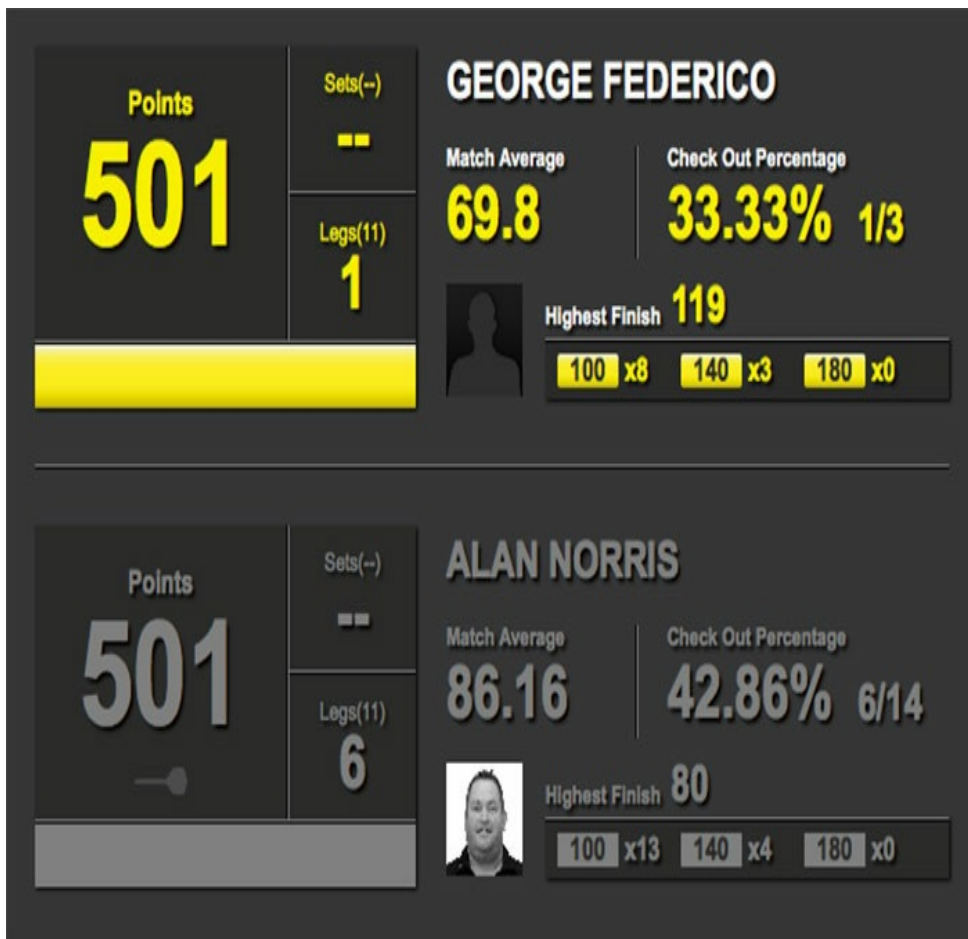 GEORGE FEDERICO
Points
501
Sets(--)
--
Legs(11)
1
Match Average
69.8
Check Out Percentage
33.33% 1/3
Highest Finish 119
100 x8 140 x3 180 x0
ALAN NORRIS
Points
501
Sets(--)
--
Legs(11)
6
Match Average
86.16
Check Out Percentage
42.86% 6/14
Highest Finish 80
100 x13 140 x4 180 x0